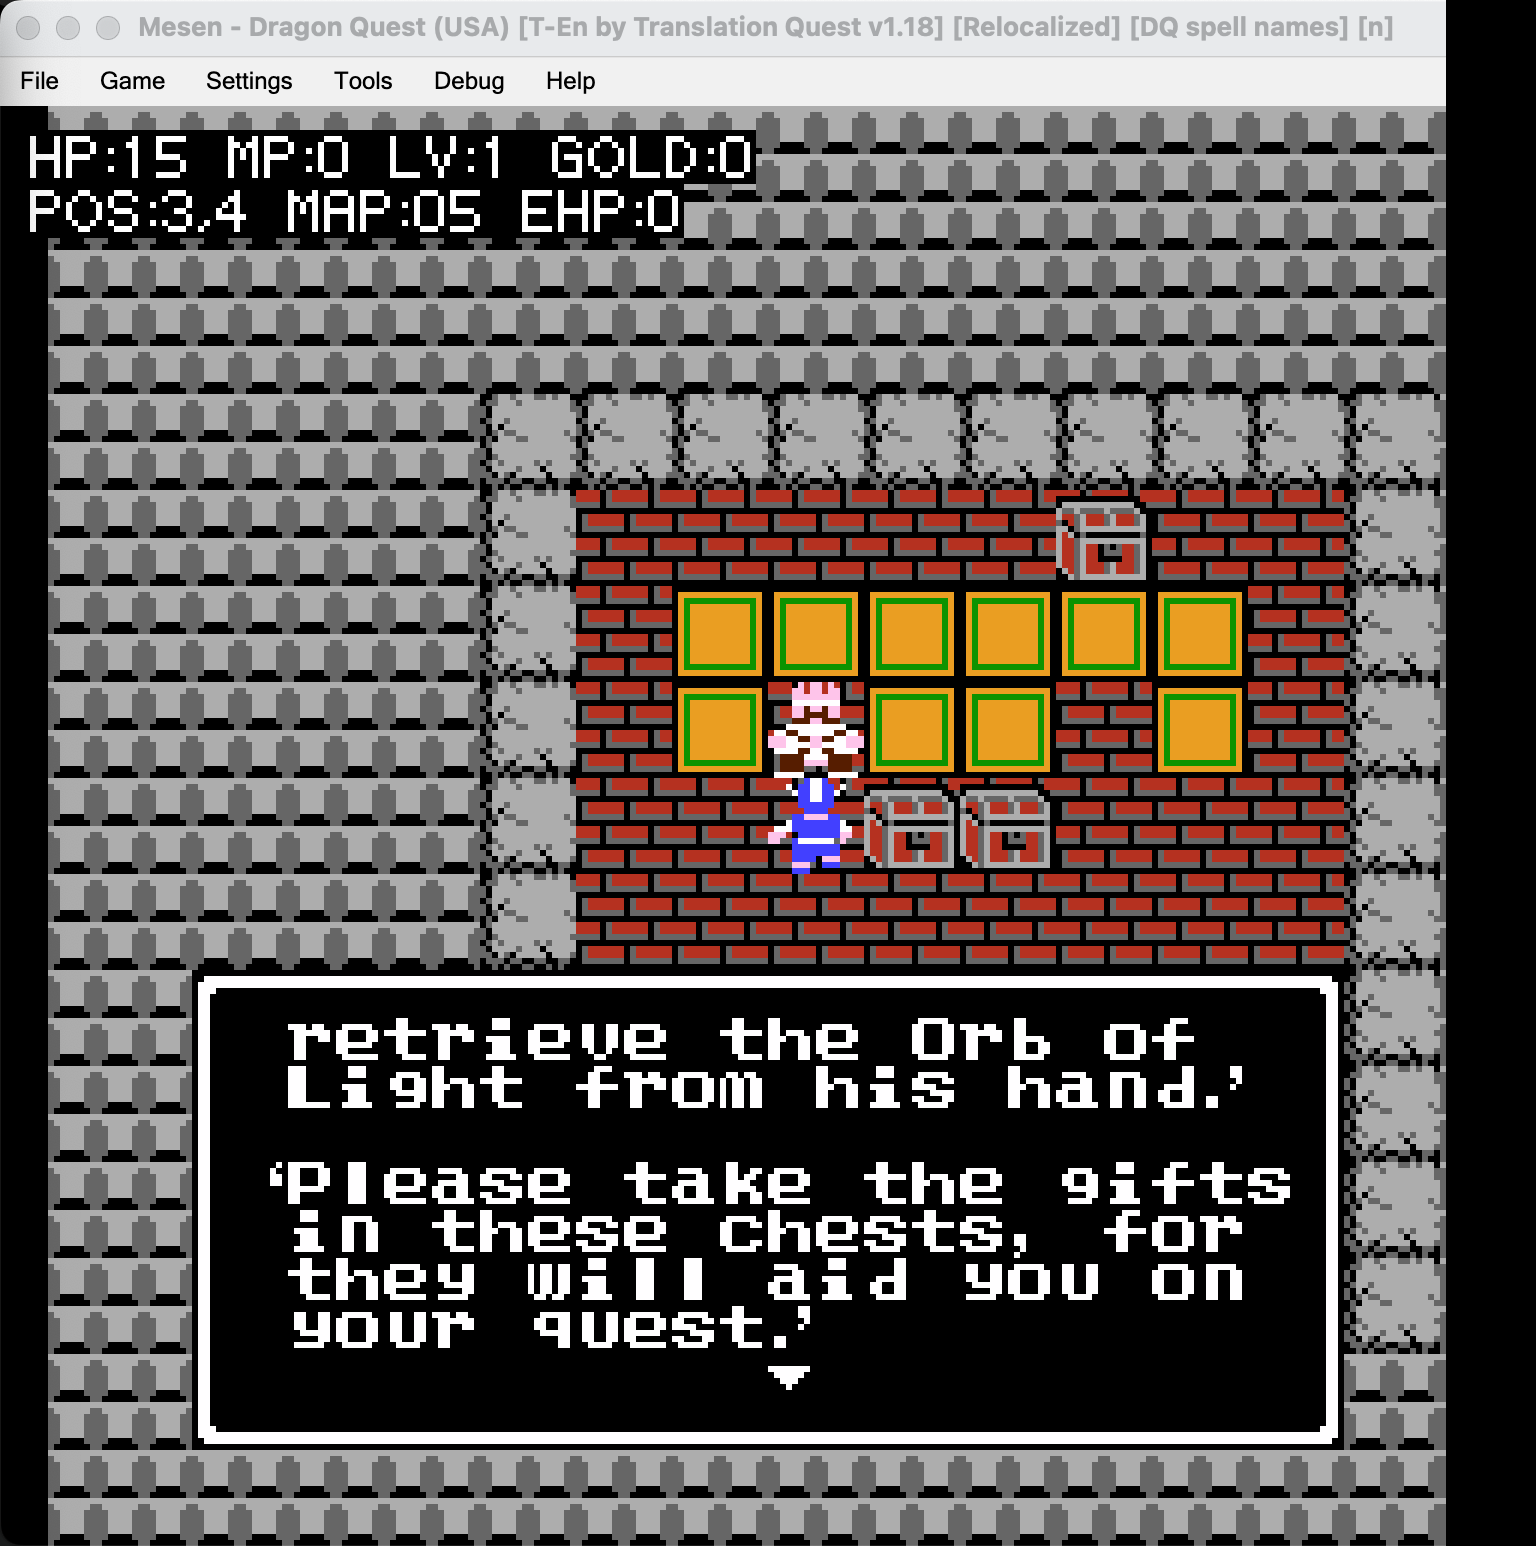 Mesen - Dragon Quest (USA) [T-En by Translation Quest v1.18] [Relocalized] [DQ spell names] [n]
File Game Settings Tools Debug Help
HP:15 MP:0 LV:1 GOLD:0
POS:3,4 MAP:05 EHP:0
retrieve the Orb of
Light from his hand.’
‘Please take the gifts
in these chests, for
they will aid you on
your quest.’